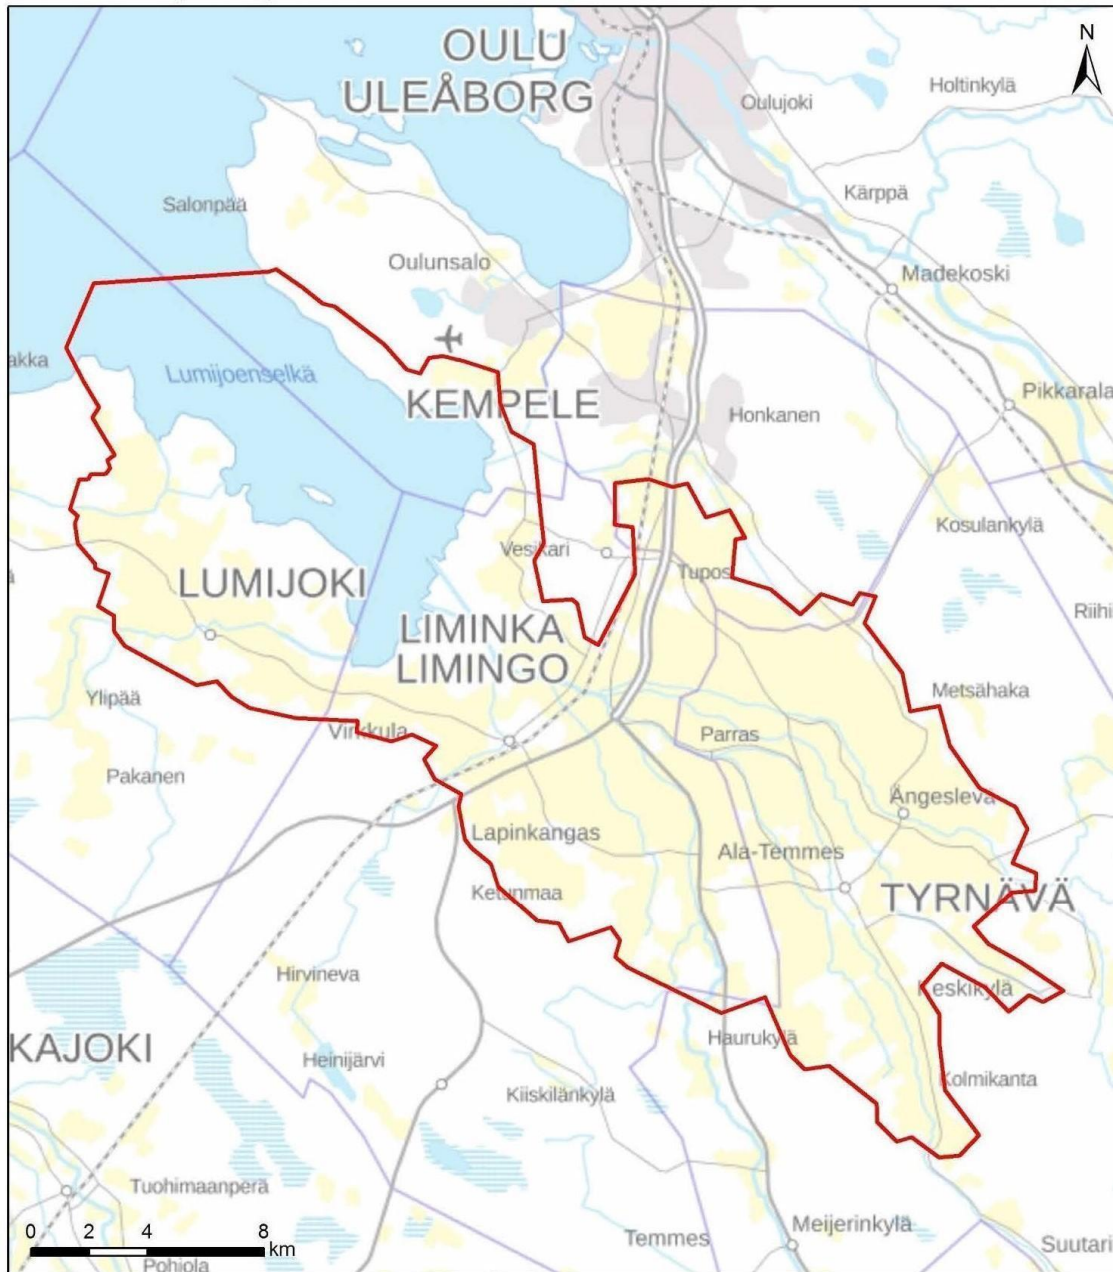 N
OULU
ULEÅBORG
Holtinkylä
Oulujoki
Kärppä
Salonpää
Oulunsalo
Madekoski
akka
Lumijoenselkä
KEMPELE
Pikkarala
Honkanen
Kosulankylä
Vesikari
Tupos
LUMIJOKI
Riihi
LIMINKA
LIMINGO
Ylipää
Metsähaka
Virkkula
Parras
Pakanen
Ängeslevä
Lapinkangas
Ala-Temmes
Ketunmaa
TYRNÄVÄ
Hirvineva
Keskikylä
KAJOKI
Haurukylä
Heinijärvi
Kolmikanta
Kiiskilänkylä
Tuohimaanperä
Temmes
Meijerinkylä
Suutari
0 2 4 8
km
Pohjola